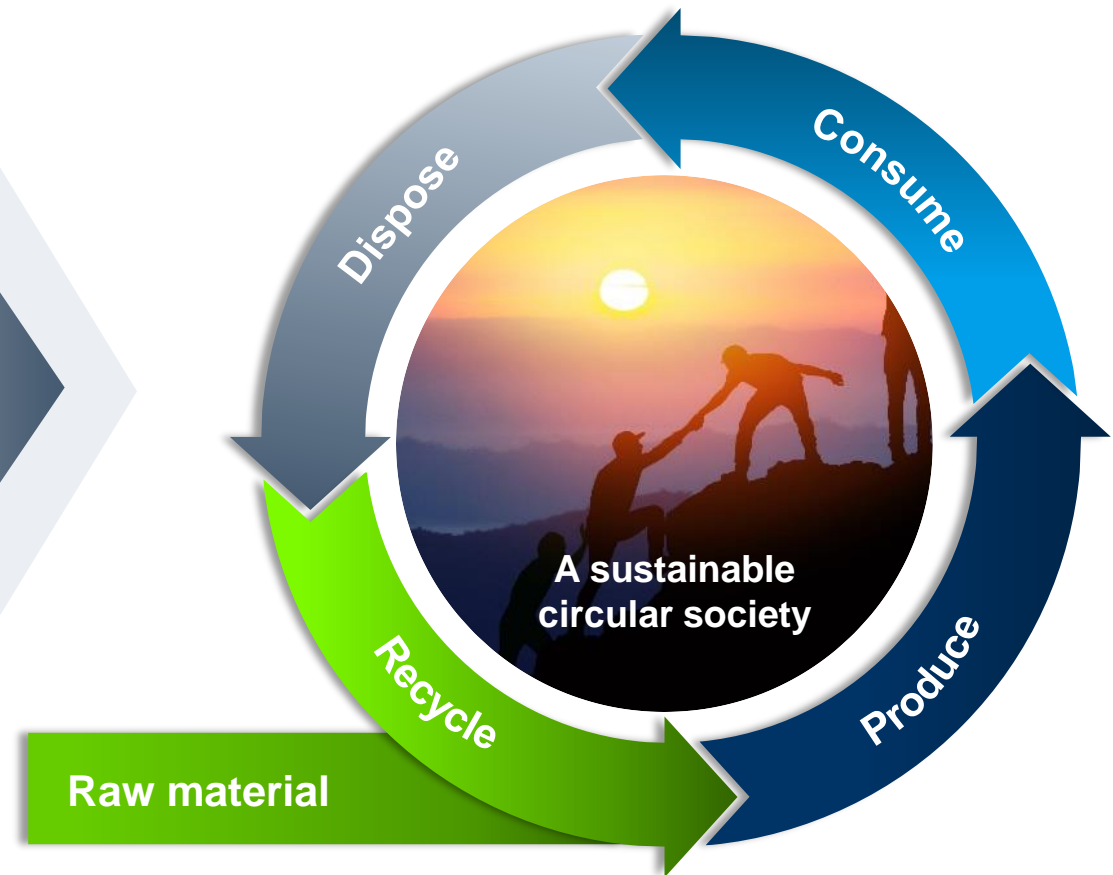 Consume
Dispose
A sustainable
circular society
Recycle
Produce
Raw material